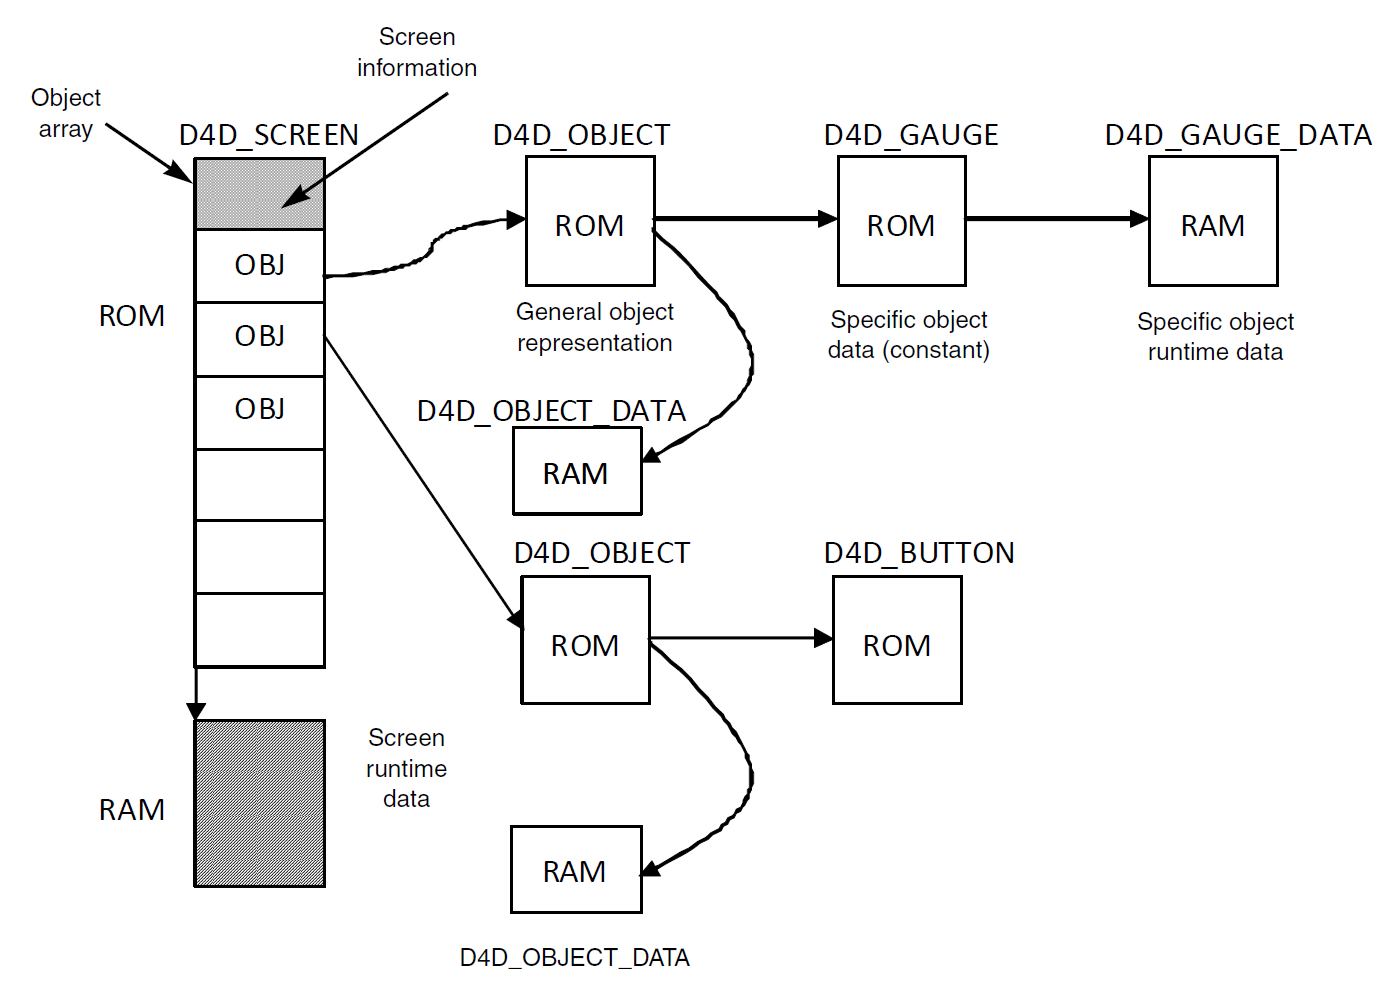 Screen
information
Object
array
D4D_SCREEN
D4D_OBJECT
D4D_GAUGE
D4D_GAUGE_DATA
ROM
ROM
RAM
OBJ
ROM
OBJ
OBJ
General object
representation
Specific object
data (constant)
Specific object
runtime data
D4D_OBJECT_DATA
RAM
D4D_OBJECT
D4D_BUTTON
ROM
ROM
Screen
runtime
data
RAM
RAM
D4D_OBJECT_DATA